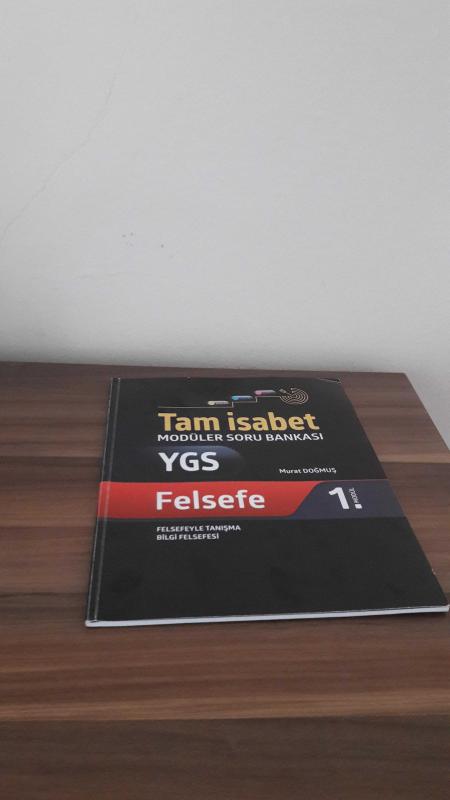 Tam isabet
MODÜLER SORU BANKASI
YGS
Murat DOĞMUŞ
Felsefe
1. MODÜL
FELSEFEYLE TANIŞMA
BİLGİ FELSEFESİ